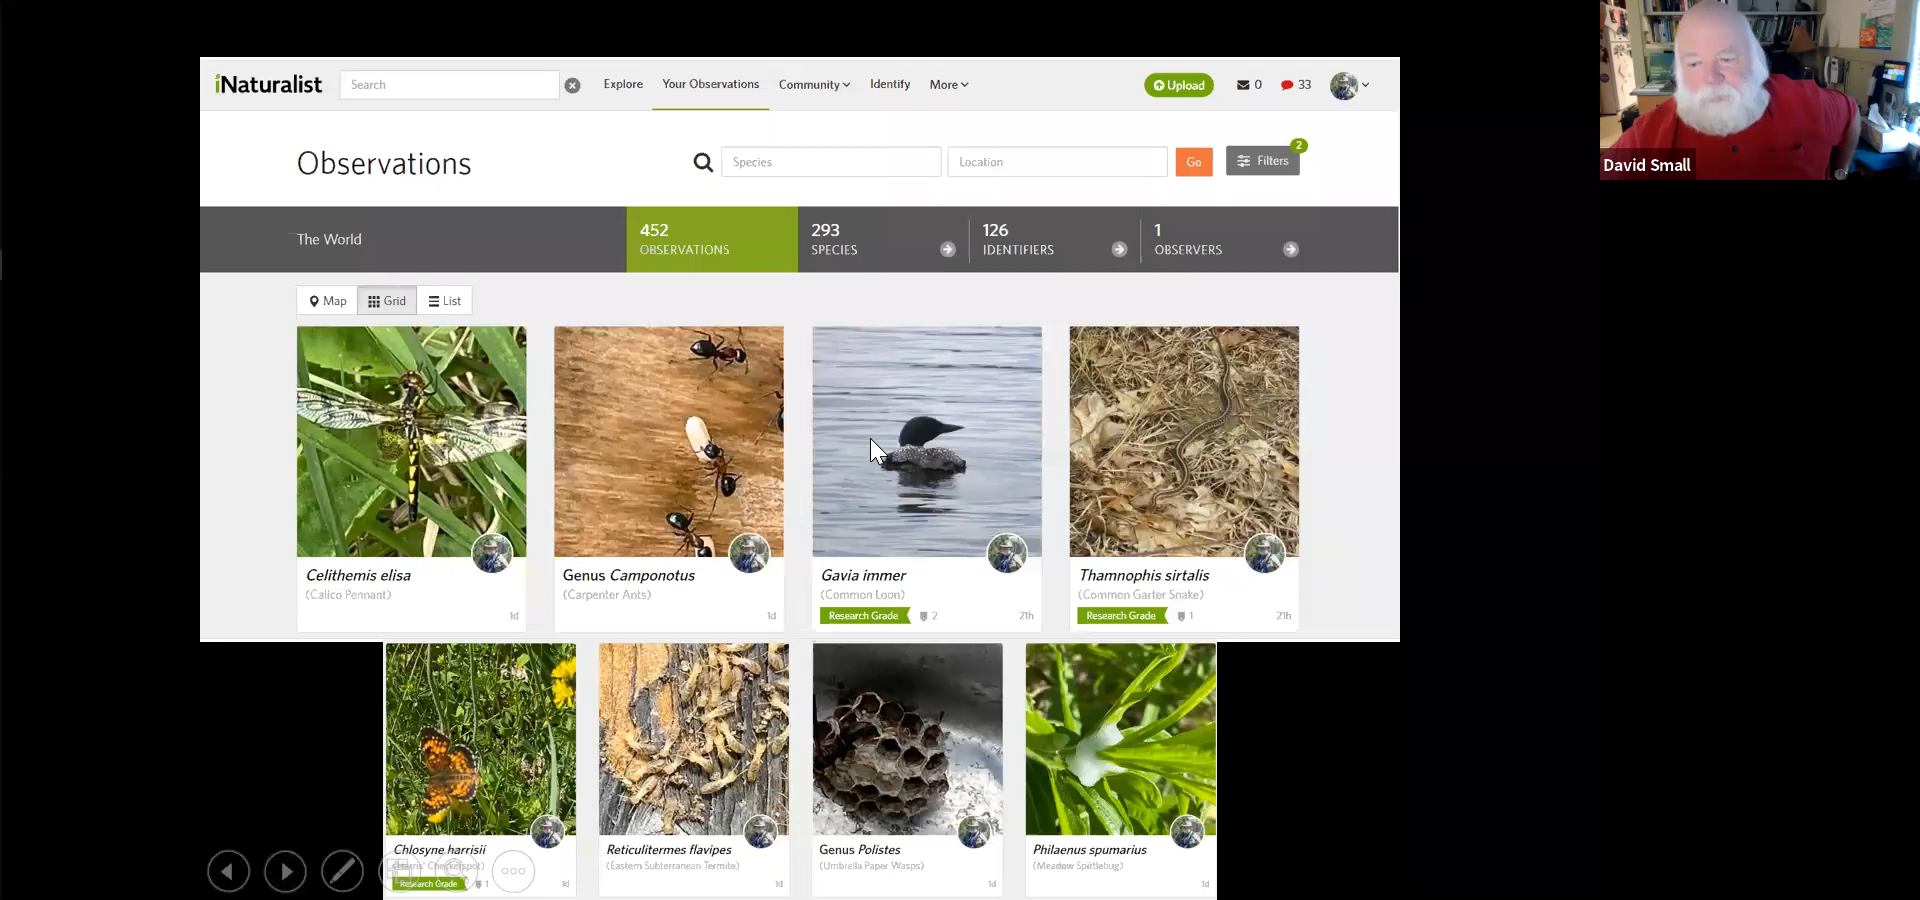 iNaturalist Search Explore Your Observations Community Identify More Upload 0 33
David Small
Observations Species Location Go Filters 2
The World
452 OBSERVATIONS
293 SPECIES
126 IDENTIFIERS
1 OBSERVERS
Map Grid List
Celithemis elisa
(Calico Pennant)
1d
Genus Camponotus
(Carpenter Ants)
1d
Gavia immer
(Common Loon)
Research Grade 2 21h
Thamnophis sirtalis
(Common Garter Snake)
Research Grade 1 21h
Chlosyne harrisii
(Harris' Checkerspot)
Research Grade 1 1d
Reticulitermes flavipes
(Eastern Subterranean Termite)
1d
Genus Polistes
(Umbrella Paper Wasps)
1d
Philaenus spumarius
(Meadow Spittlebug)
1d